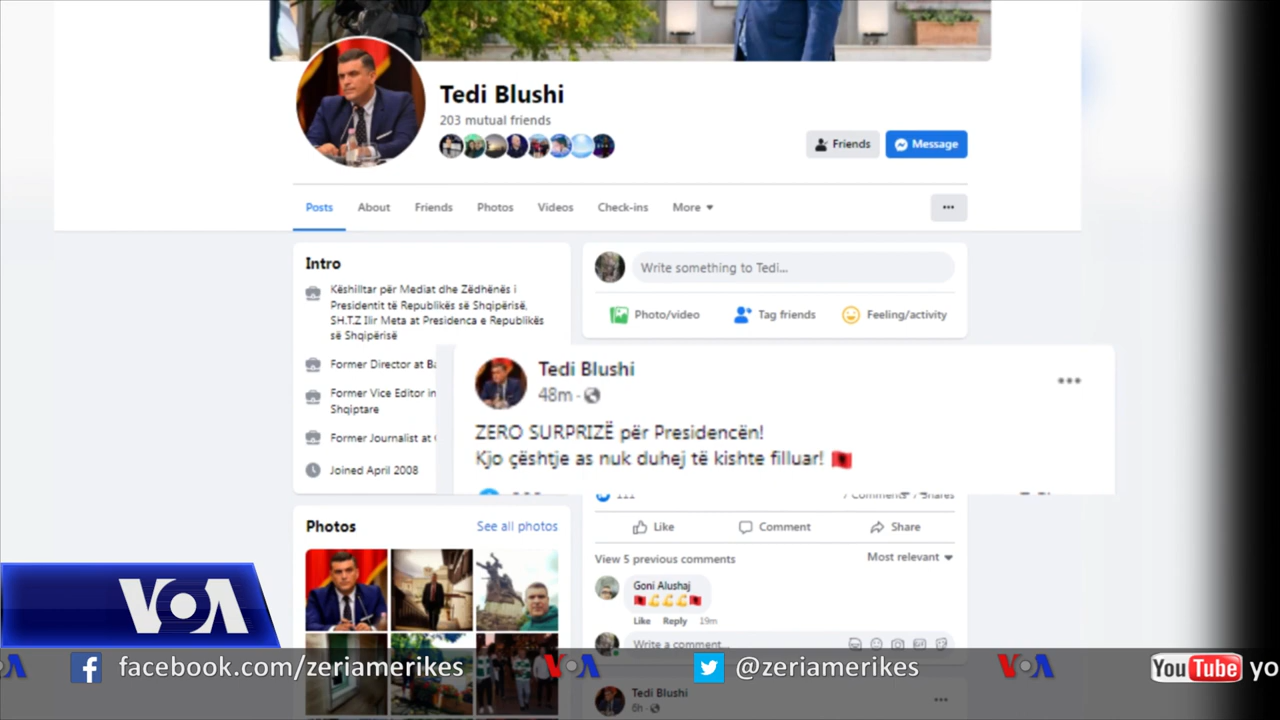 Tedi Blushi
203 mutual friends
Friends
Message
Posts About Friends Photos Videos Check-ins More
Intro
Këshilltar për Mediat dhe Zëdhënës i
Presidentit të Republikës së Shqipërisë,
SH.T.Z Ilir Meta at Presidenca e Republikës
së Shqipërisë
Former Director at
Former Vice Editor in
Shqiptare
Former Journalist at
Joined April 2008
Write something to Tedi...
Photo/video Tag friends Feeling/activity
Tedi Blushi
48m
ZERO SURPRIZË për Presidencën!
Kjo çështje as nuk duhej të kishte filluar!
Like Comment Share
View 5 previous comments Most relevant
Goni Alushaj
Like Reply 19m
Write a comment...
Tedi Blushi
6h
Photos See all photos
VOA
facebook.com/zeriamerikes VOA @zeriamerikes VOA YouTube yo